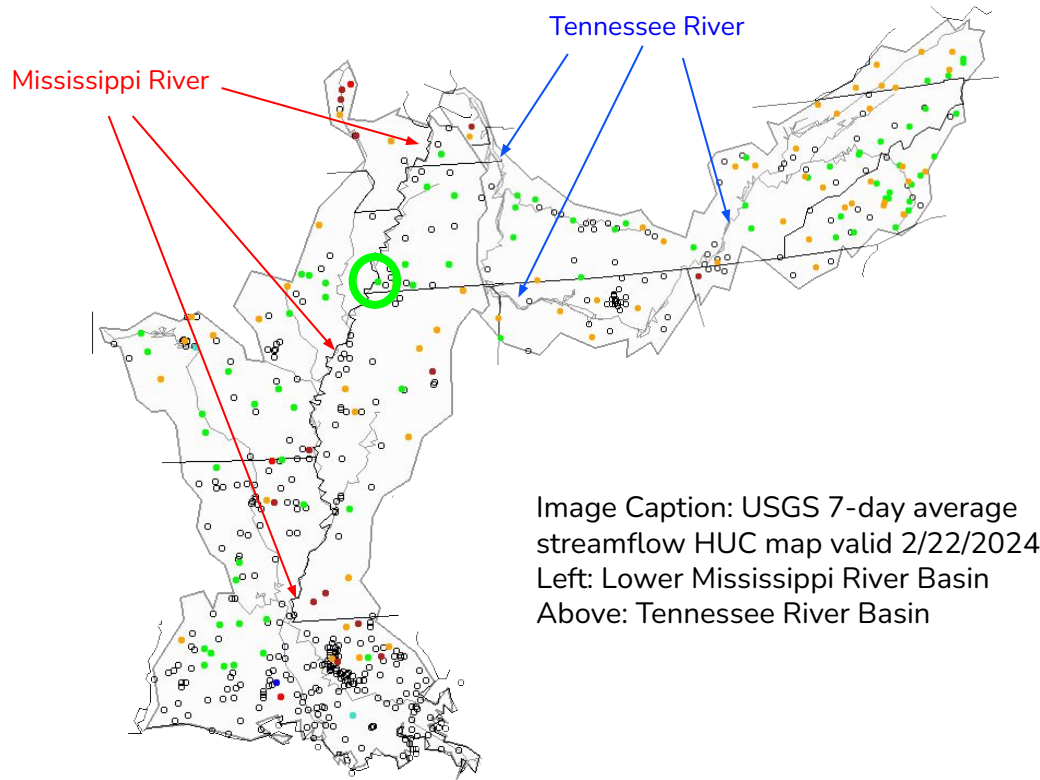 Tennessee River
Mississippi River
Image Caption: USGS 7-day average
streamflow HUC map valid 2/22/2024
Left: Lower Mississippi River Basin
Above: Tennessee River Basin